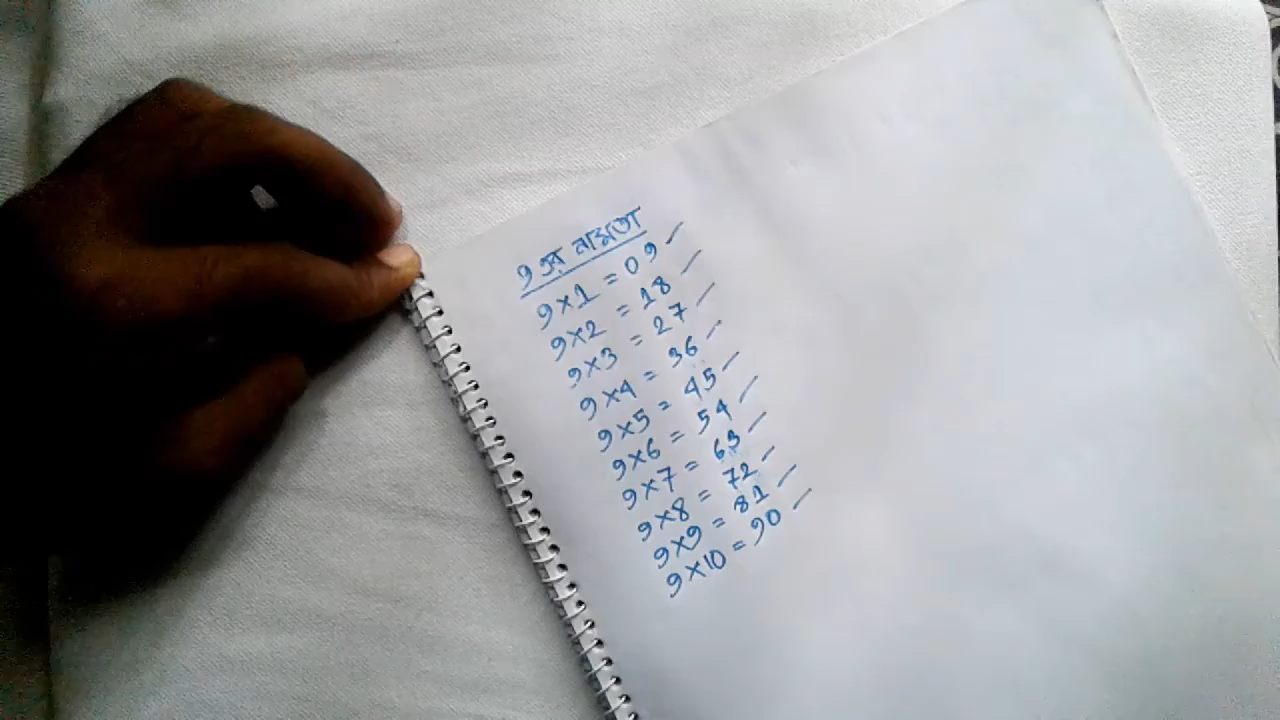 9 এর নামতা
9×1 = 09 /
9×2 = 18 /
9×3 = 27 /
9×4 = 36 /
9×5 = 45 /
9×6 = 54 /
9×7 = 63 /
9×8 = 72 /
9×9 = 81 /
9×10 = 90 /